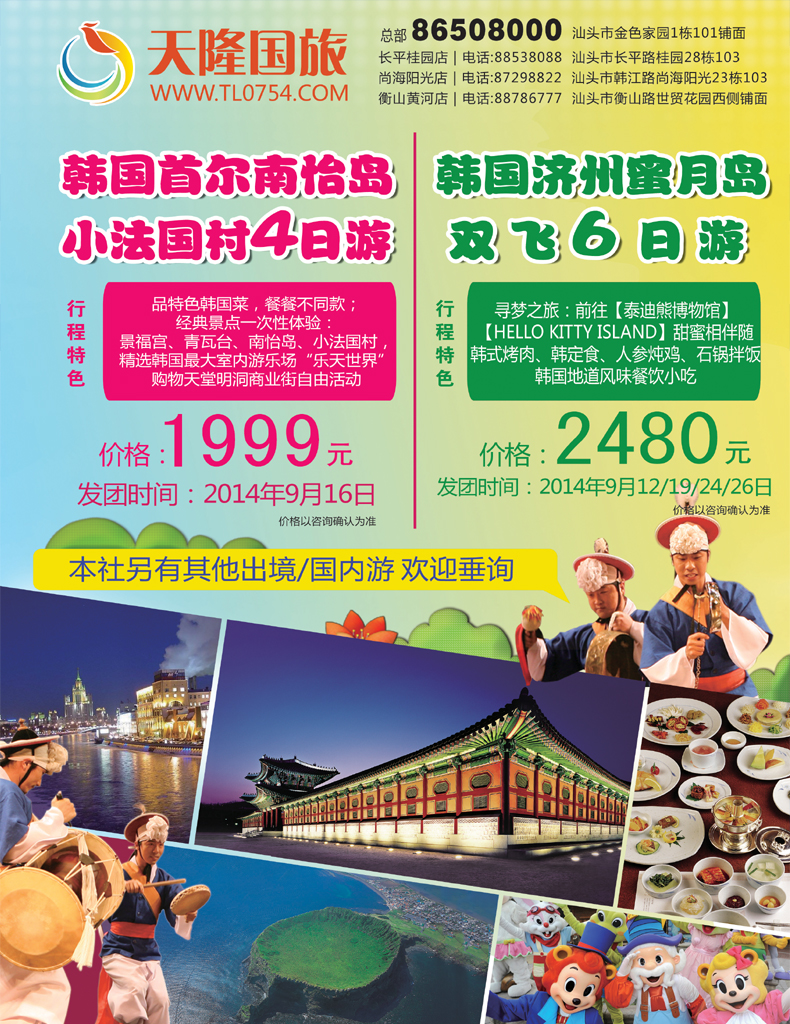 天隆国旅
WWW.TL0754.COM
总部 86508000 汕头市金色家园1栋101铺面
长平桂园店 | 电话:88538088 汕头市长平路桂园28栋103
尚海阳光店 | 电话:87298822 汕头市韩江路尚海阳光23栋103
衡山黄河店 | 电话:88786777 汕头市衡山路世贸花园西侧铺面
韩国首尔南怡岛
小法国村4日游
行程特色
品特色韩国菜，餐餐不同款；
经典景点一次性体验：
景福宫、青瓦台、南怡岛、小法国村，
精选韩国最大室内游乐场“乐天世界”
购物天堂明洞商业街自由活动
价格：1999元
发团时间：2014年9月16日
价格以咨询确认为准
韩国济州蜜月岛
双飞6日游
行程特色
寻梦之旅：前往【泰迪熊博物馆】
【HELLO KITTY ISLAND】甜蜜相伴随
韩式烤肉、韩定食、人参炖鸡、石锅拌饭
韩国地道风味餐饮小吃
价格：2480元
发团时间：2014年9月12/19/24/26日
价格以咨询确认为准
本社另有其他出境/国内游 欢迎垂询